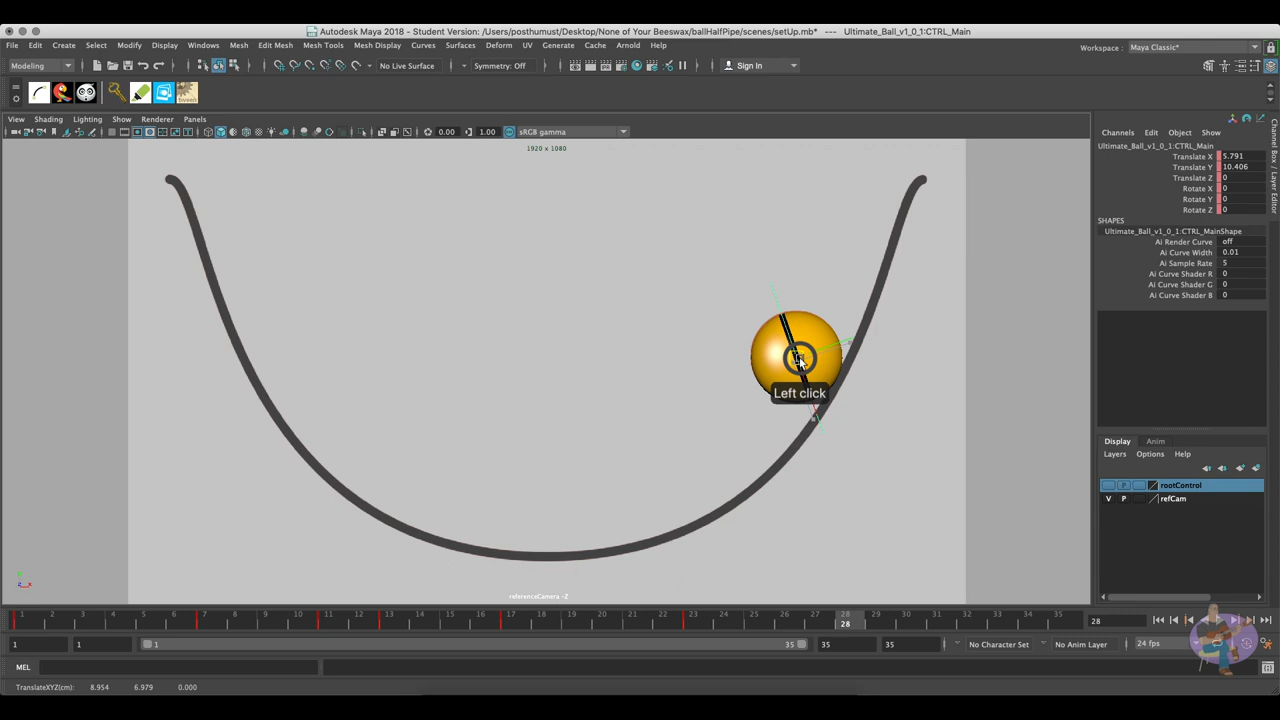 Autodesk Maya 2018 - Student Version: /Users/posthumust/Desktop/None of Your Beeswax/ballHalfPipe/scenes/setUp.mb* --- Ultimate_Ball_v1_0_1:CTRL_Main
File Edit Create Select Modify Display Windows Mesh Edit Mesh Mesh Tools Mesh Display Curves Surfaces Deform UV Generate Cache Arnold Help
Workspace : Maya Classic*
Modeling No Live Surface Symmetry: Off Sign In
tween
View Shading Lighting Show Renderer Panels
0.00 1.00 sRGB gamma
1920 x 1080
Channels Edit Object Show
Ultimate_Ball_v1_0_1:CTRL_Main
Translate X 5.791
Translate Y 10.406
Translate Z 0
Rotate X 0
Rotate Y 0
Rotate Z 0
SHAPES
Ultimate_Ball_v1_0_1:CTRL_MainShape
Ai Render Curve off
Ai Curve Width 0.01
Ai Sample Rate 5
Ai Curve Shader R 0
Ai Curve Shader G 0
Ai Curve Shader B 0
Channel Box / Layer Editor
Left click
Display Anim
Layers Options Help
rootControl
P
V P refCam
referenceCamera -Z
1 2 3 4 5 6 7 8 9 10 11 12 13 14 15 16 17 18 19 20 21 22 23 24 25 26 27 28 29 30 31 32 33 34 35
28
28
1 1 1 35 35 35 No Character Set No Anim Layer 24 fps
MEL
TranslateXYZ(cm): 8.954 6.979 0.000